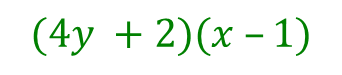 (4y + 2)(x – 1)